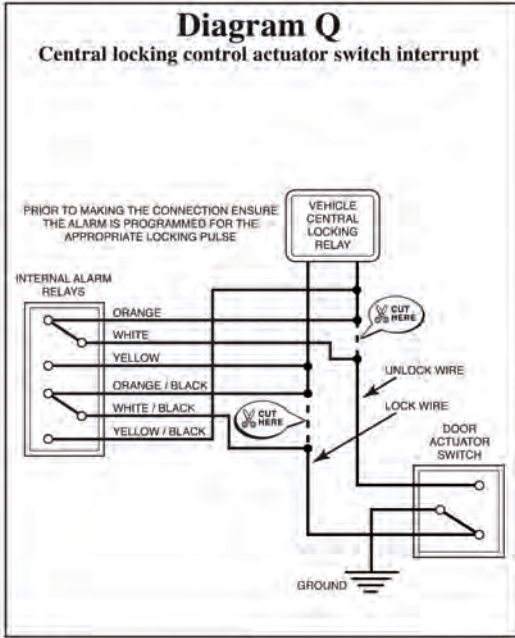 Diagram Q
Central locking control actuator switch interrupt
PRIOR TO MAKING THE CONNECTION ENSURE
THE ALARM IS PROGRAMMED FOR THE
APPROPRIATE LOCKING PULSE
VEHICLE
CENTRAL
LOCKING
RELAY
INTERNAL ALARM
RELAYS
ORANGE
CUT
HERE
WHITE
YELLOW
UNLOCK WIRE
ORANGE / BLACK
LOCK WIRE
WHITE / BLACK
CUT
HERE
YELLOW / BLACK
DOOR
ACTUATOR
SWITCH
GROUND